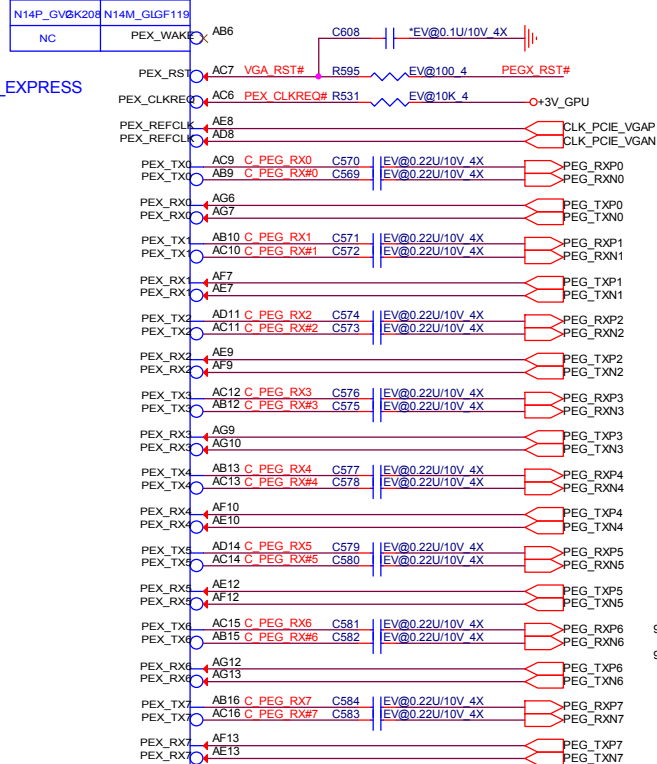 N14P_GV2 GK208 N14M_GL GF119
NC PEX_WAKE AB6 C608 *EV@0.1U/10V_4X
PEX_RST AC7 VGA_RST# R595 EV@100_4 PEGX_RST#
_EXPRESS
PEX_CLKREQ AC6 PEX_CLKREQ# R531 EV@10K_4 +3V_GPU
PEX_REFCLK AE8 CLK_PCIE_VGAP
PEX_REFCLK AD8 CLK_PCIE_VGAN
PEX_TX0 AC9 C_PEG_RX0 C570 EV@0.22U/10V_4X PEG_RXP0
PEX_TX0 AB9 C_PEG_RX#0 C569 EV@0.22U/10V_4X PEG_RXN0
PEX_RX0 AG6 PEG_TXP0
PEX_RX0 AG7 PEG_TXN0
PEX_TX1 AB10 C_PEG_RX1 C571 EV@0.22U/10V_4X PEG_RXP1
PEX_TX1 AC10 C_PEG_RX#1 C572 EV@0.22U/10V_4X PEG_RXN1
PEX_RX1 AF7 PEG_TXP1
PEX_RX1 AE7 PEG_TXN1
PEX_TX2 AD11 C_PEG_RX2 C574 EV@0.22U/10V_4X PEG_RXP2
PEX_TX2 AC11 C_PEG_RX#2 C573 EV@0.22U/10V_4X PEG_RXN2
PEX_RX2 AE9 PEG_TXP2
PEX_RX2 AF9 PEG_TXN2
PEX_TX3 AC12 C_PEG_RX3 C576 EV@0.22U/10V_4X PEG_RXP3
PEX_TX3 AB12 C_PEG_RX#3 C575 EV@0.22U/10V_4X PEG_RXN3
PEX_RX3 AG9 PEG_TXP3
PEX_RX3 AG10 PEG_TXN3
PEX_TX4 AB13 C_PEG_RX4 C577 EV@0.22U/10V_4X PEG_RXP4
PEX_TX4 AC13 C_PEG_RX#4 C578 EV@0.22U/10V_4X PEG_RXN4
PEX_RX4 AF10 PEG_TXP4
PEX_RX4 AE10 PEG_TXN4
PEX_TX5 AD14 C_PEG_RX5 C579 EV@0.22U/10V_4X PEG_RXP5
PEX_TX5 AC14 C_PEG_RX#5 C580 EV@0.22U/10V_4X PEG_RXN5
PEX_RX5 AE12 PEG_TXP5
PEX_RX5 AF12 PEG_TXN5
PEX_TX6 AC15 C_PEG_RX6 C581 EV@0.22U/10V_4X PEG_RXP6
PEX_TX6 AB15 C_PEG_RX#6 C582 EV@0.22U/10V_4X PEG_RXN6
PEX_RX6 AG12 PEG_TXP6
PEX_RX6 AG13 PEG_TXN6
PEX_TX7 AB16 C_PEG_RX7 C584 EV@0.22U/10V_4X PEG_RXP7
PEX_TX7 AC16 C_PEG_RX#7 C583 EV@0.22U/10V_4X PEG_RXN7
PEX_RX7 AF13 PEG_TXP7
PEX_RX7 AE13 PEG_TXN7